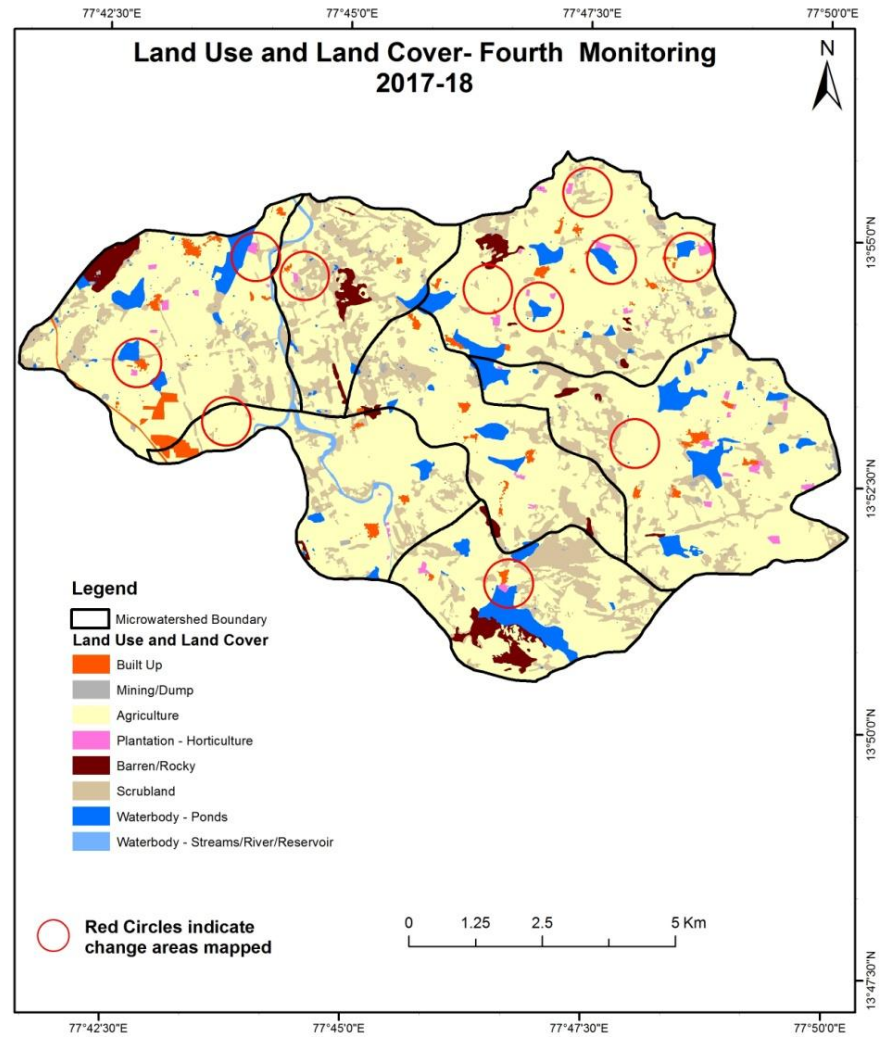 77°42'30"E
77°45'0"E
77°47'30"E
77°50'0"E
Land Use and Land Cover- Fourth Monitoring
2017-18
N
13°55'0"N
13°52'30"N
13°50'0"N
13°47'30"N
Legend
Microwatershed Boundary
Land Use and Land Cover
Built Up
Mining/Dump
Agriculture
Plantation - Horticulture
Barren/Rocky
Scrubland
Waterbody - Ponds
Waterbody - Streams/River/Reservoir
Red Circles indicate
change areas mapped
0 1.25 2.5 5 Km
77°42'30"E
77°45'0"E
77°47'30"E
77°50'0"E